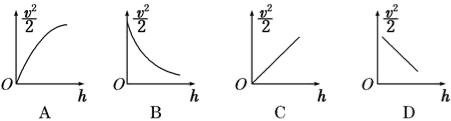 v²/2 v²/2 v²/2 v²/2
O h O h O h O h
A B C D